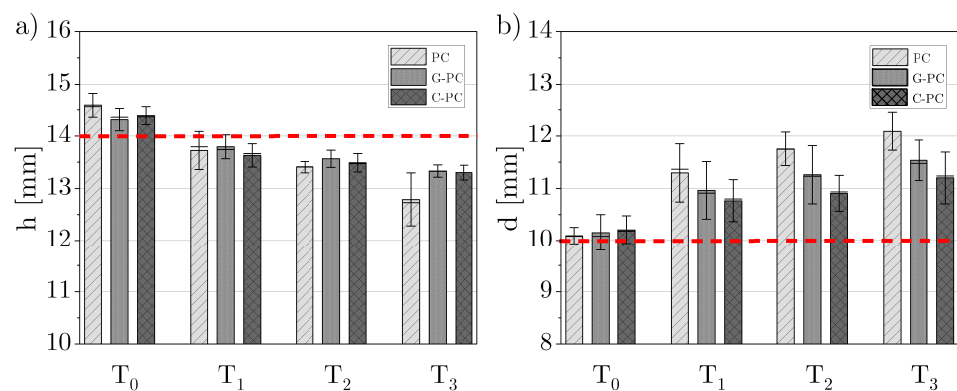 a)
h [mm]
16
15
14
13
12
11
10
PC
G-PC
C-PC
T₀ T₁ T₂ T₃
b)
d [mm]
14
13
12
11
10
9
8
PC
G-PC
C-PC
T₀ T₁ T₂ T₃